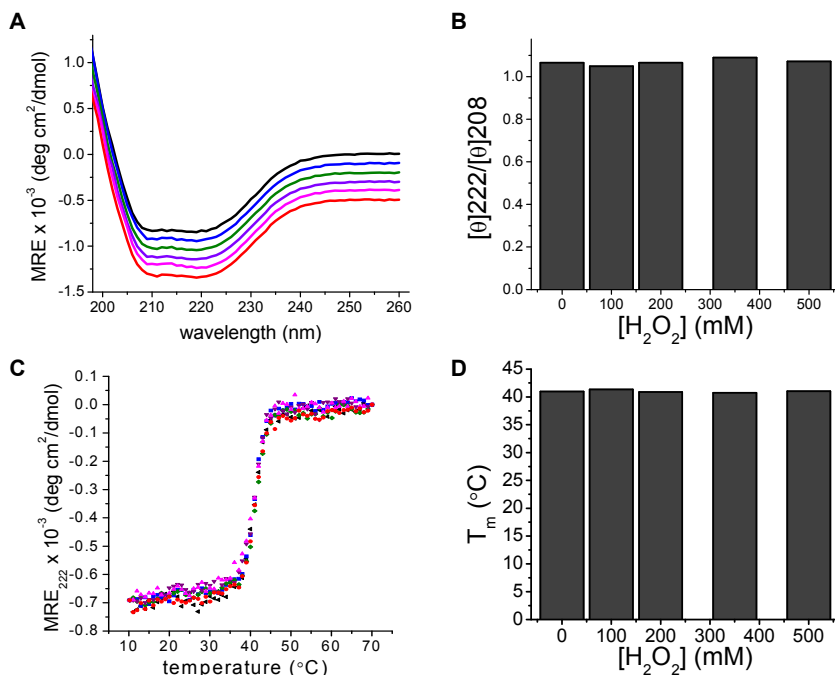 A
MRE x 10⁻³ (deg cm²/dmol)
1.0
0.5
0.0
-0.5
-1.0
-1.5
200 210 220 230 240 250 260
wavelength (nm)
B
[θ]222/[θ]208
1.0
0.8
0.6
0.4
0.2
0.0
0 100 200 300 400 500
[H₂O₂] (mM)
C
MRE₂₂₂ x 10⁻³ (deg cm²/dmol)
0.1
0.0
-0.1
-0.2
-0.3
-0.4
-0.5
-0.6
-0.7
-0.8
10 20 30 40 50 60 70
temperature (°C)
D
Tₘ (°C)
45
40
35
30
25
20
15
10
5
0
0 100 200 300 400 500
[H₂O₂] (mM)